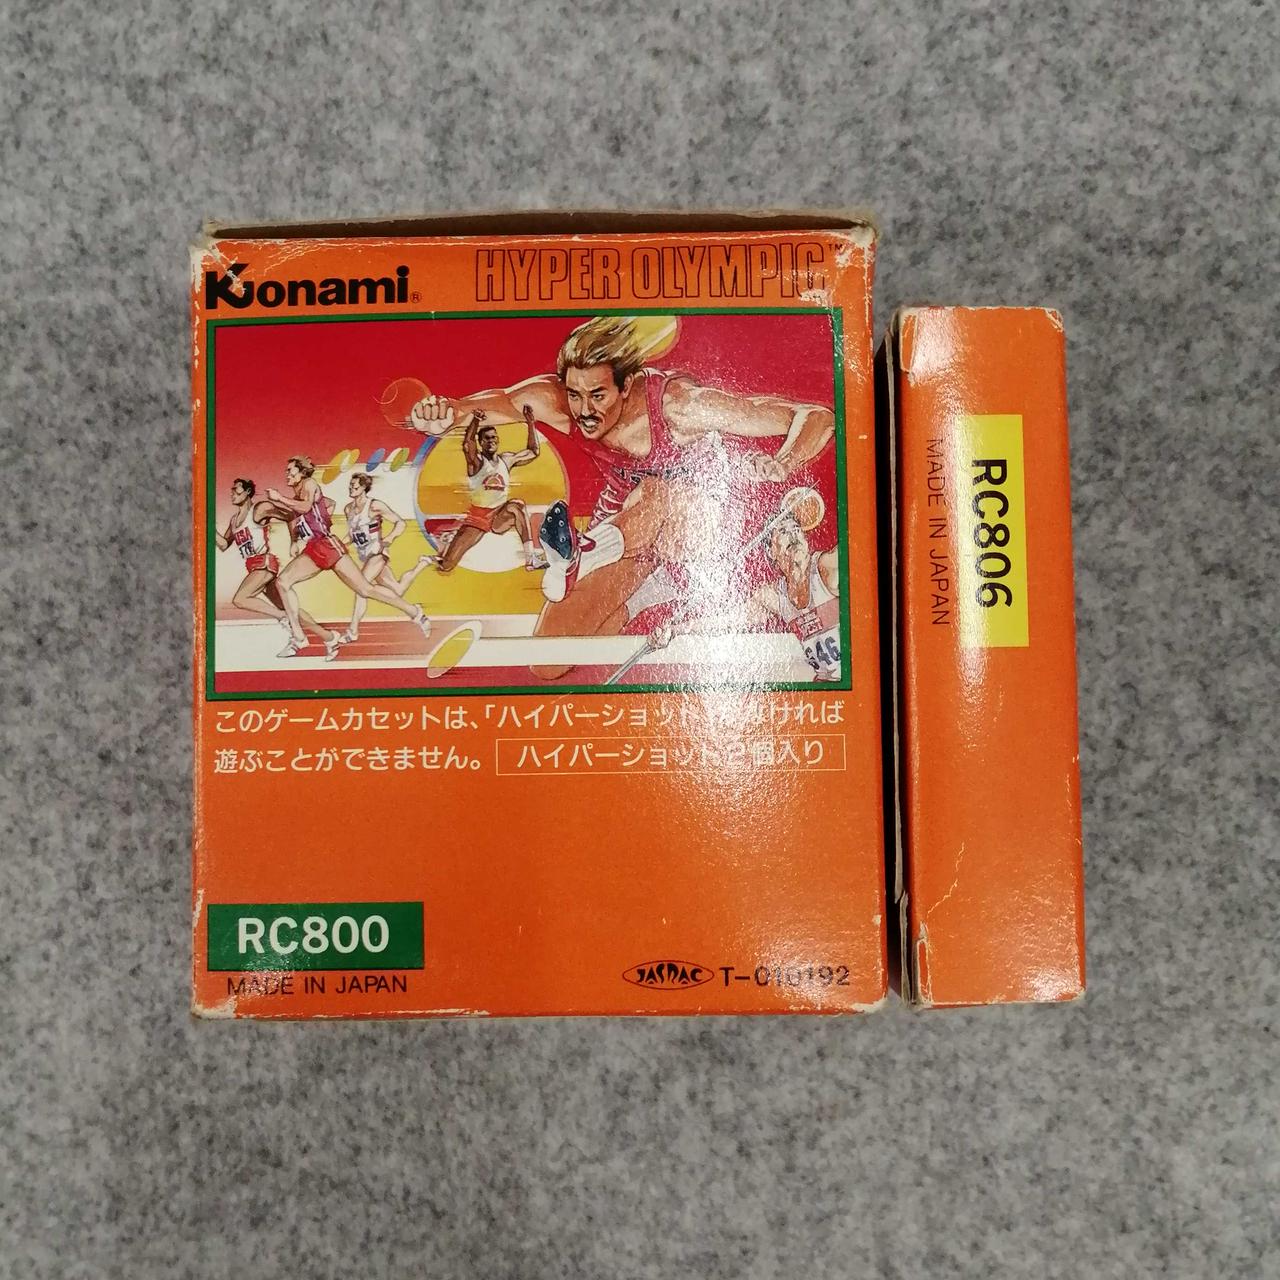 Konami®
HYPER OLYMPIC™
USA
646
このゲームカセットは、「ハイパーショット」がなければ
遊ぶことができません。
ハイパーショット2個入り
RC800
MADE IN JAPAN
JASRAC T-010192
RC806
MADE IN JAPAN